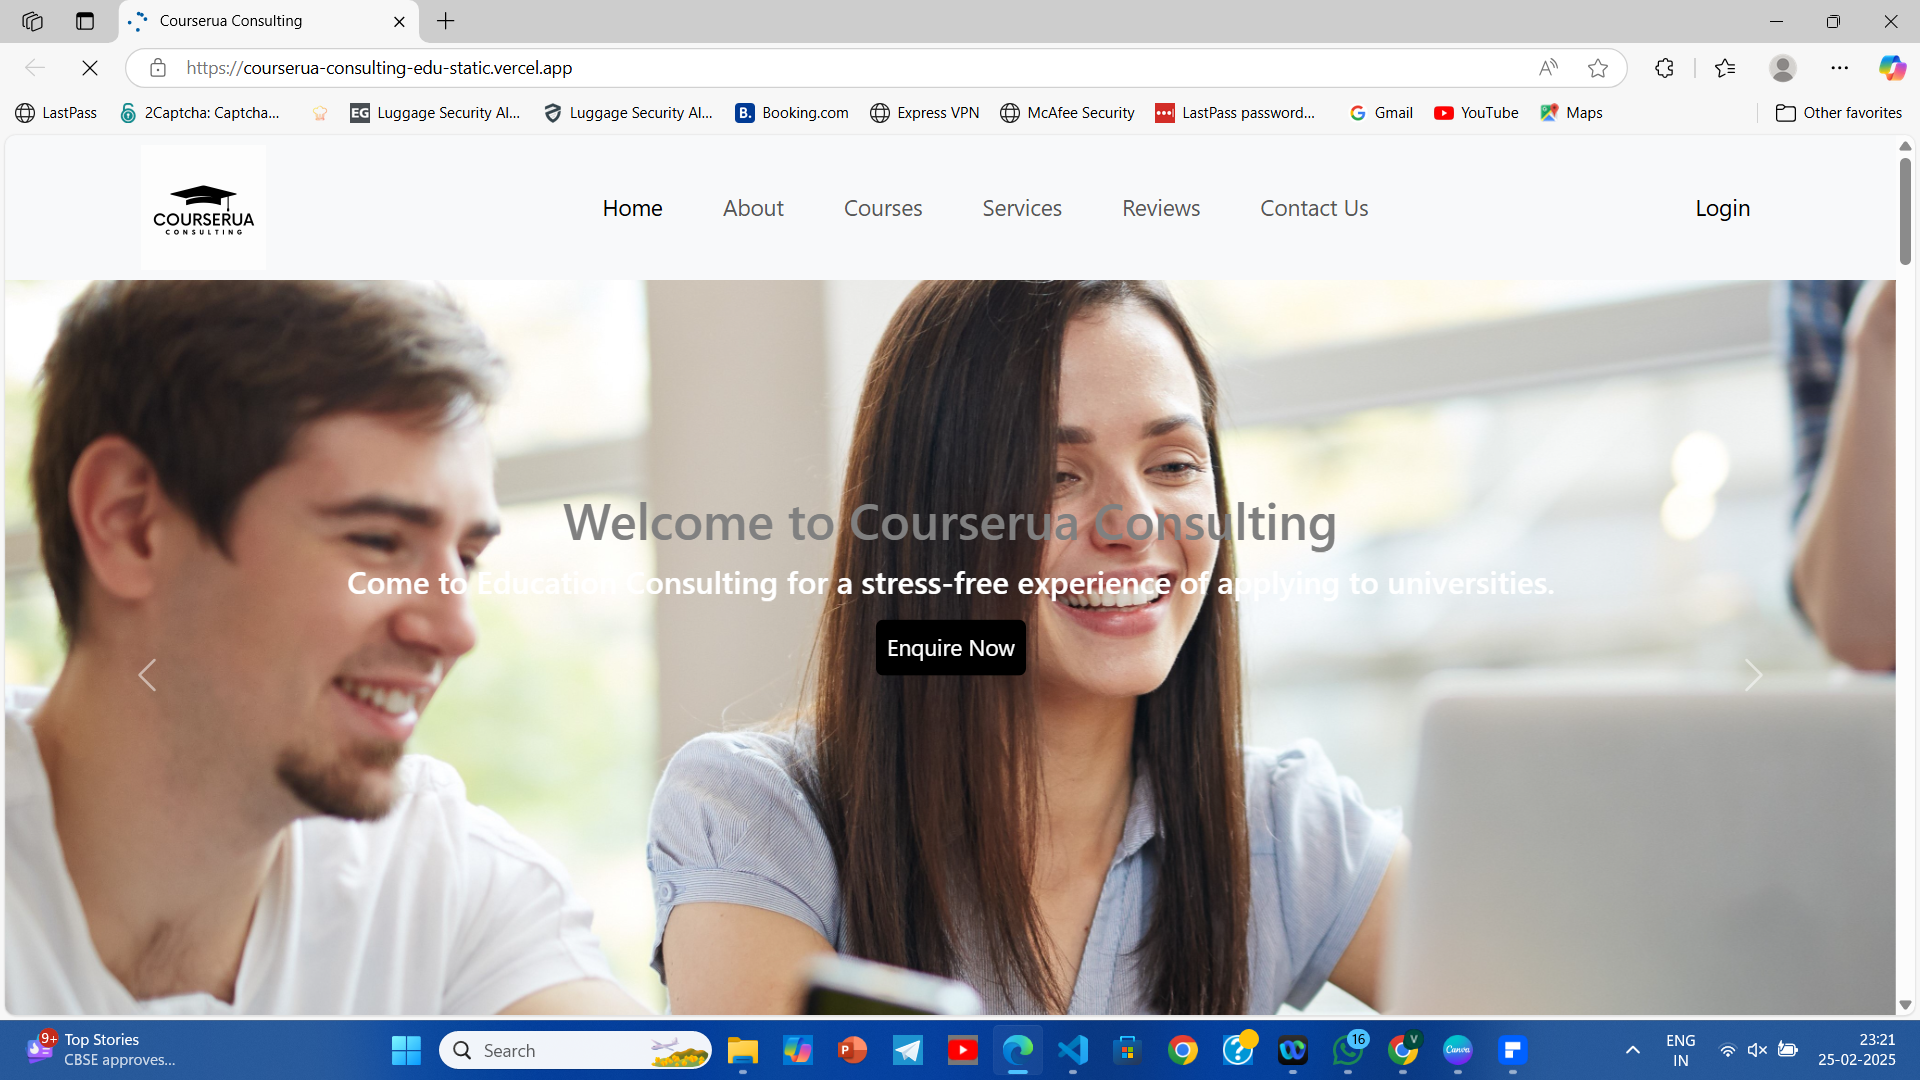 Courserua Consulting
https://courserua-consulting-edu-static.vercel.app
LastPass
2Captcha: Captcha...
EG Luggage Security Al...
Luggage Security Al...
B. Booking.com
Express VPN
McAfee Security
LastPass password...
Gmail
YouTube
Maps
Other favorites
COURSERUA
CONSULTING
Home
About
Courses
Services
Reviews
Contact Us
Login
Welcome to Courserua Consulting
Come to Education Consulting for a stress-free experience of applying to universities.
Enquire Now
9+
Top Stories
CBSE approves...
Search
16
V
Canva
ENG
IN
23:21
25-02-2025